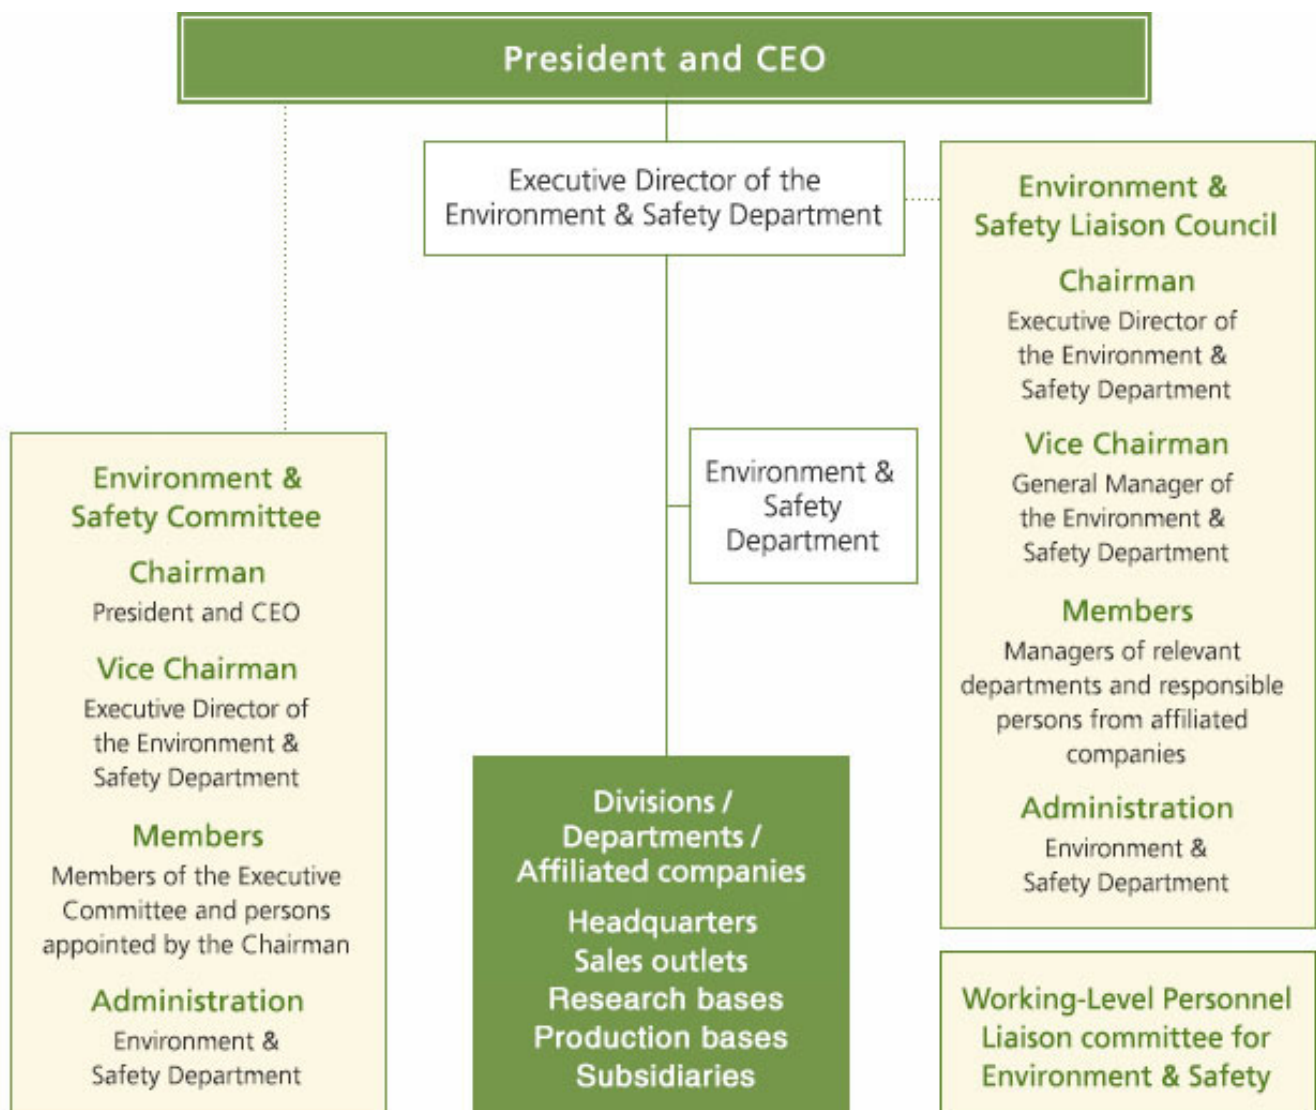 President and CEO
Executive Director of the
Environment & Safety Department
Environment &
Safety Liaison Council
Chairman
Executive Director of
the Environment &
Safety Department
Vice Chairman
General Manager of
the Environment &
Safety Department
Members
Managers of relevant
departments and responsible
persons from affiliated
companies
Administration
Environment &
Safety Department
Environment &
Safety
Department
Environment &
Safety Committee
Chairman
President and CEO
Vice Chairman
Executive Director of
the Environment &
Safety Department
Members
Members of the Executive
Committee and persons
appointed by the Chairman
Administration
Environment &
Safety Department
Divisions /
Departments /
Affiliated companies
Headquarters
Sales outlets
Research bases
Production bases
Subsidiaries
Working-Level Personnel
Liaison committee for
Environment & Safety